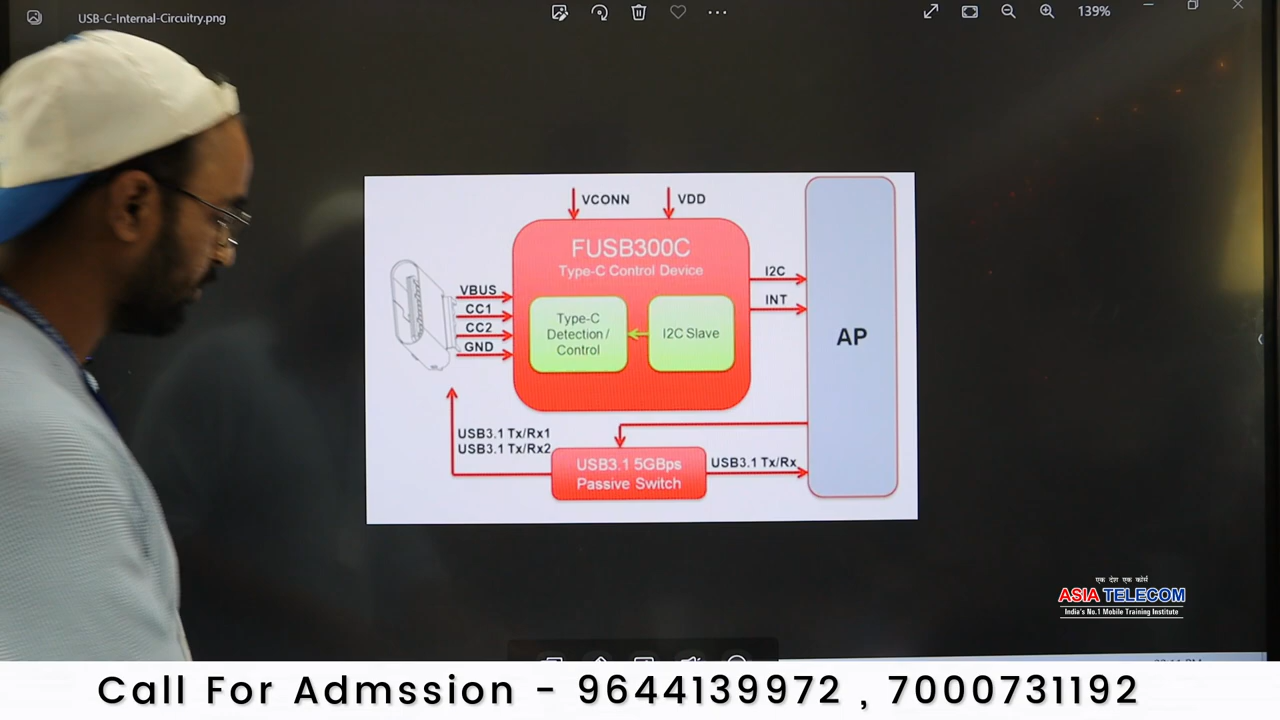 USB-C-Internal-Circuitry.png
139%
VCONN
VDD
FUSB300C
Type-C Control Device
VBUS
CC1
CC2
GND
Type-C
Detection /
Control
I2C Slave
I2C
INT
AP
USB3.1 Tx/Rx1
USB3.1 Tx/Rx2
USB3.1 5GBps
Passive Switch
USB3.1 Tx/Rx
एक देश एक कोर्स
ASIA TELECOM
India's No.1 Mobile Training Institute
Call For Admssion - 9644139972 , 7000731192